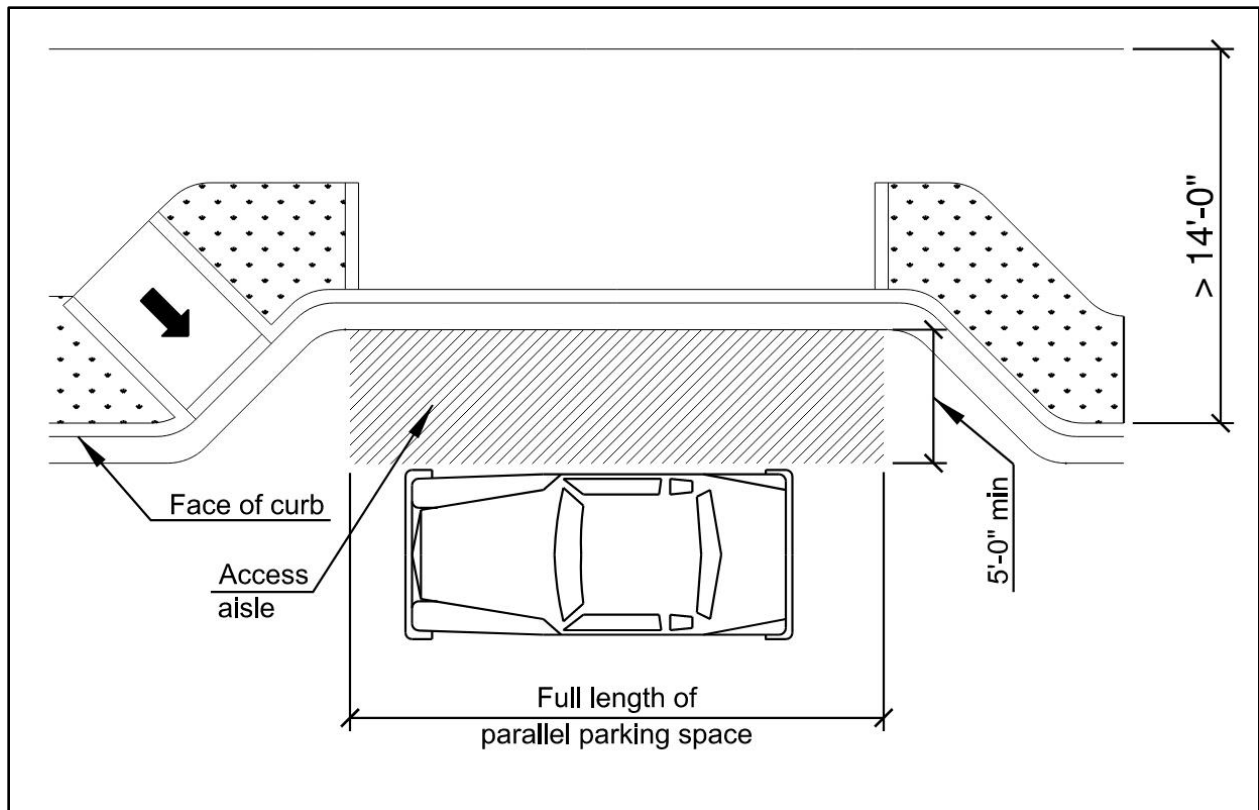 > 14'-0"
Face of curb
Access
aisle
5'-0" min
Full length of
parallel parking space